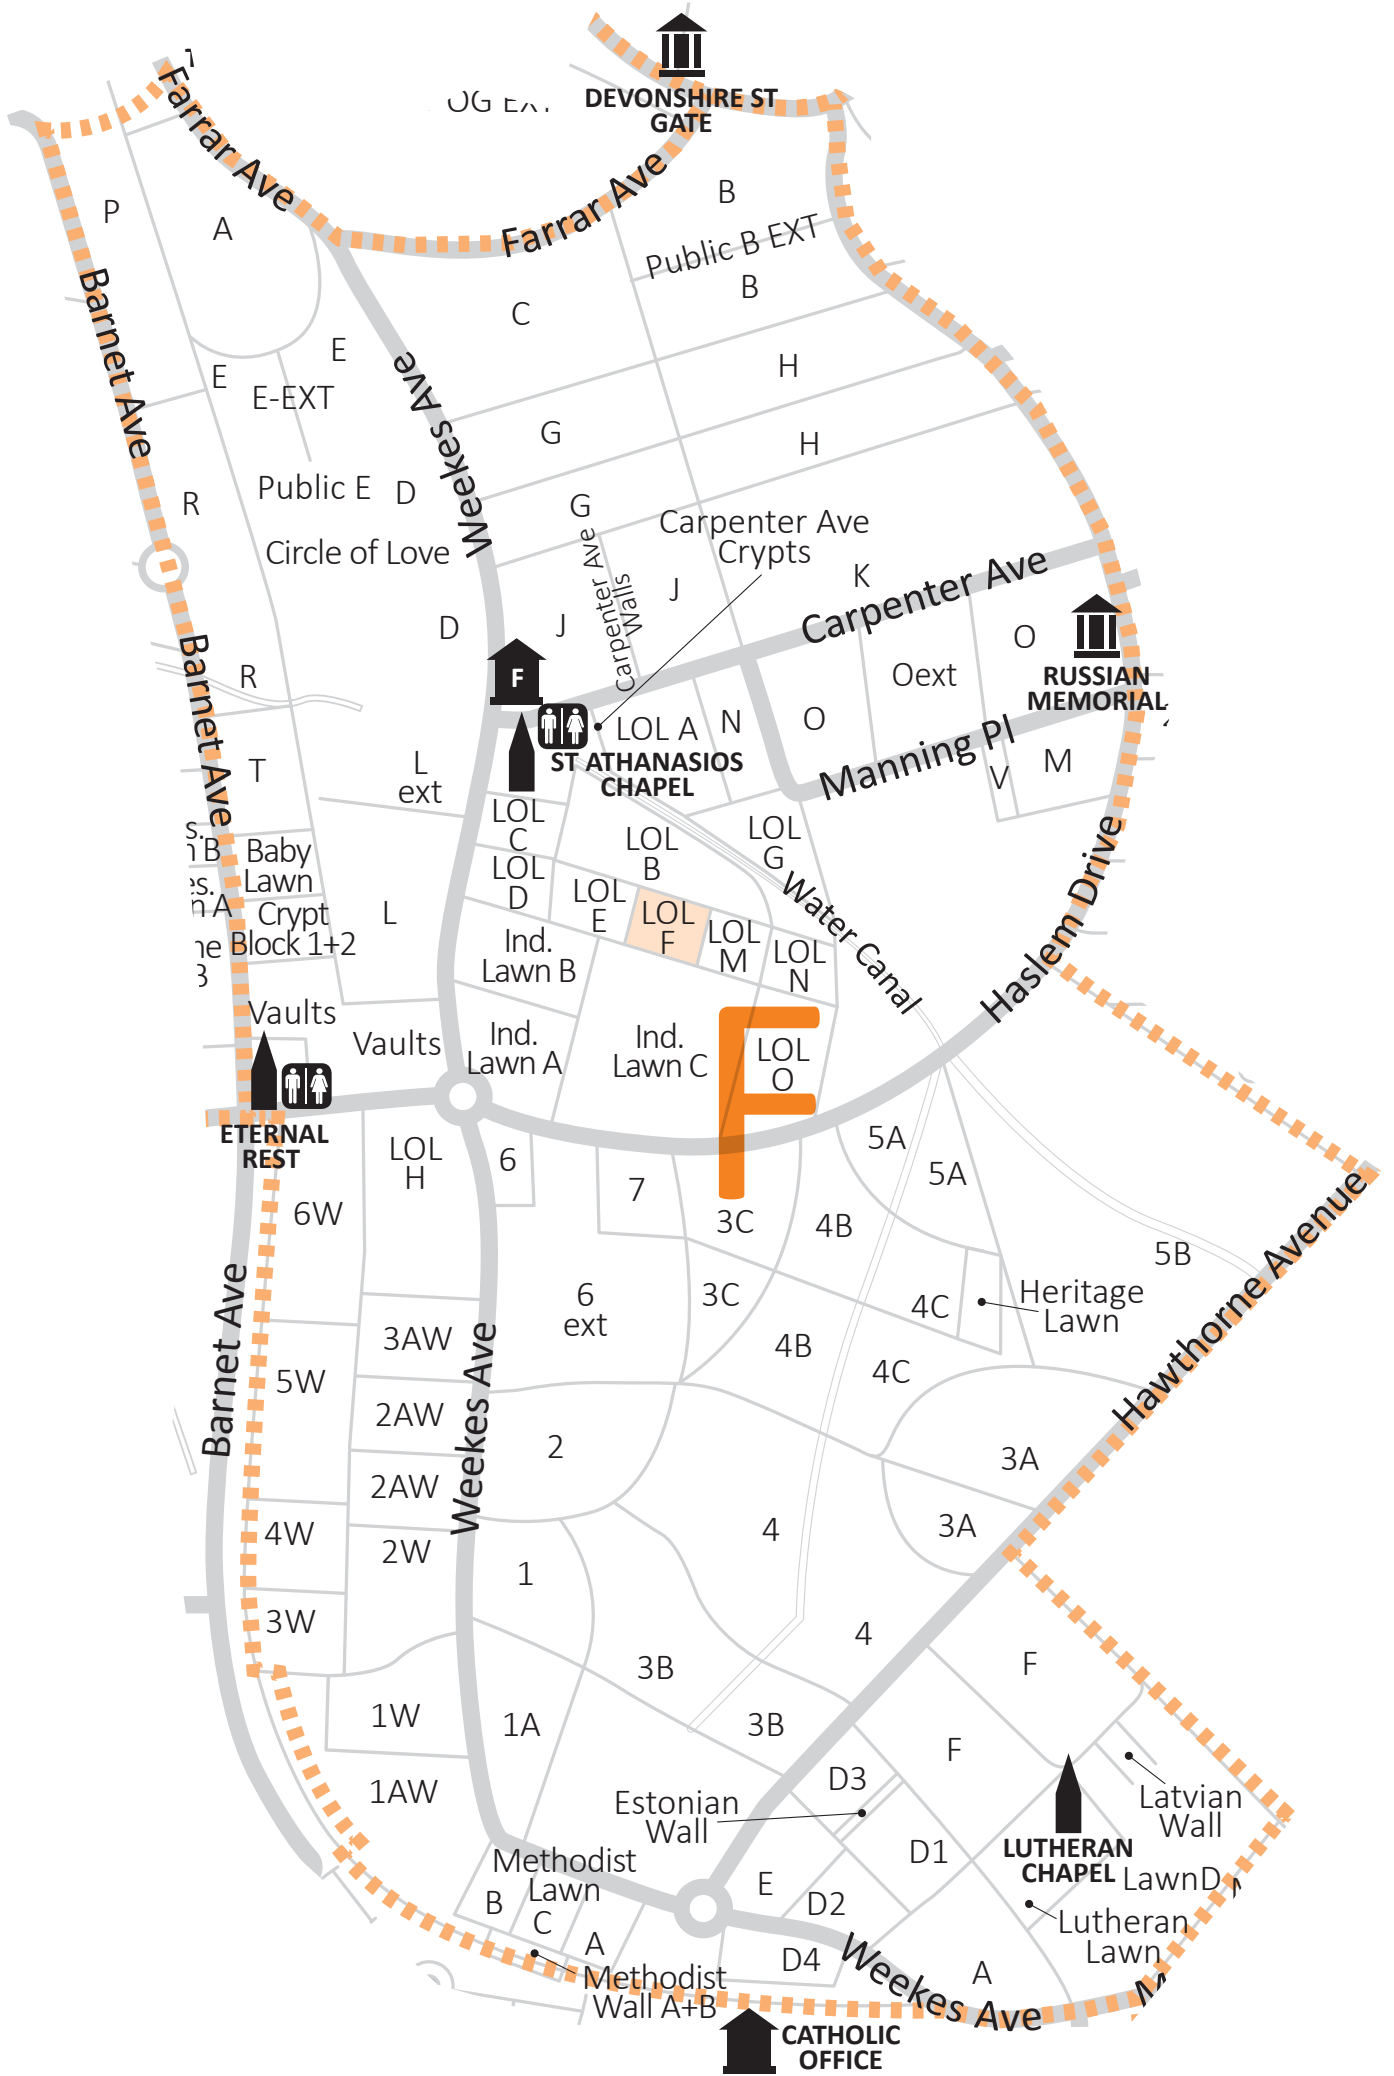 DEVONSHIRE ST
GATE
Farrar Ave
Farrar Ave
B
P
A
Public B EXT
B
Barnet Ave
C
E
E
E-EXT
Weekes Ave
H
G
H
Public E
D
R
G
Carpenter Ave
Crypts
Circle of Love
Carpenter Ave
Walls
J
K
Carpenter Ave
D
J
O
Oext
RUSSIAN
MEMORIAL
F
Barnet Ave
R
LOL A
N
O
ST ATHANASIOS
CHAPEL
Manning Pl
V
M
T
L
ext
LOL
C
LOL
B
LOL
G
Baby
Lawn
LOL
D
LOL
E
LOL
F
LOL
M
LOL
N
Water Canal
Haslem Drive
Crypt
Block 1+2
L
Ind.
Lawn B
Vaults
Vaults
Ind.
Lawn A
Ind.
Lawn C
F
LOL
O
ETERNAL
REST
LOL
H
6
7
5A
5A
6W
3C
4B
5B
Hawthorne Avenue
Barnet Ave
6
ext
3C
4C
Heritage
Lawn
3AW
Weekes Ave
4B
4C
5W
2AW
2
3A
2AW
4W
2W
4
3A
1
3W
4
3B
F
1W
1A
3B
F
1AW
D3
Estonian
Wall
Latvian
Wall
D1
LUTHERAN
CHAPEL
LawnD
Methodist
Lawn
B
C
A
E
D2
Lutheran
Lawn
D4
Weekes Ave
A
Methodist
Wall A+B
CATHOLIC
OFFICE